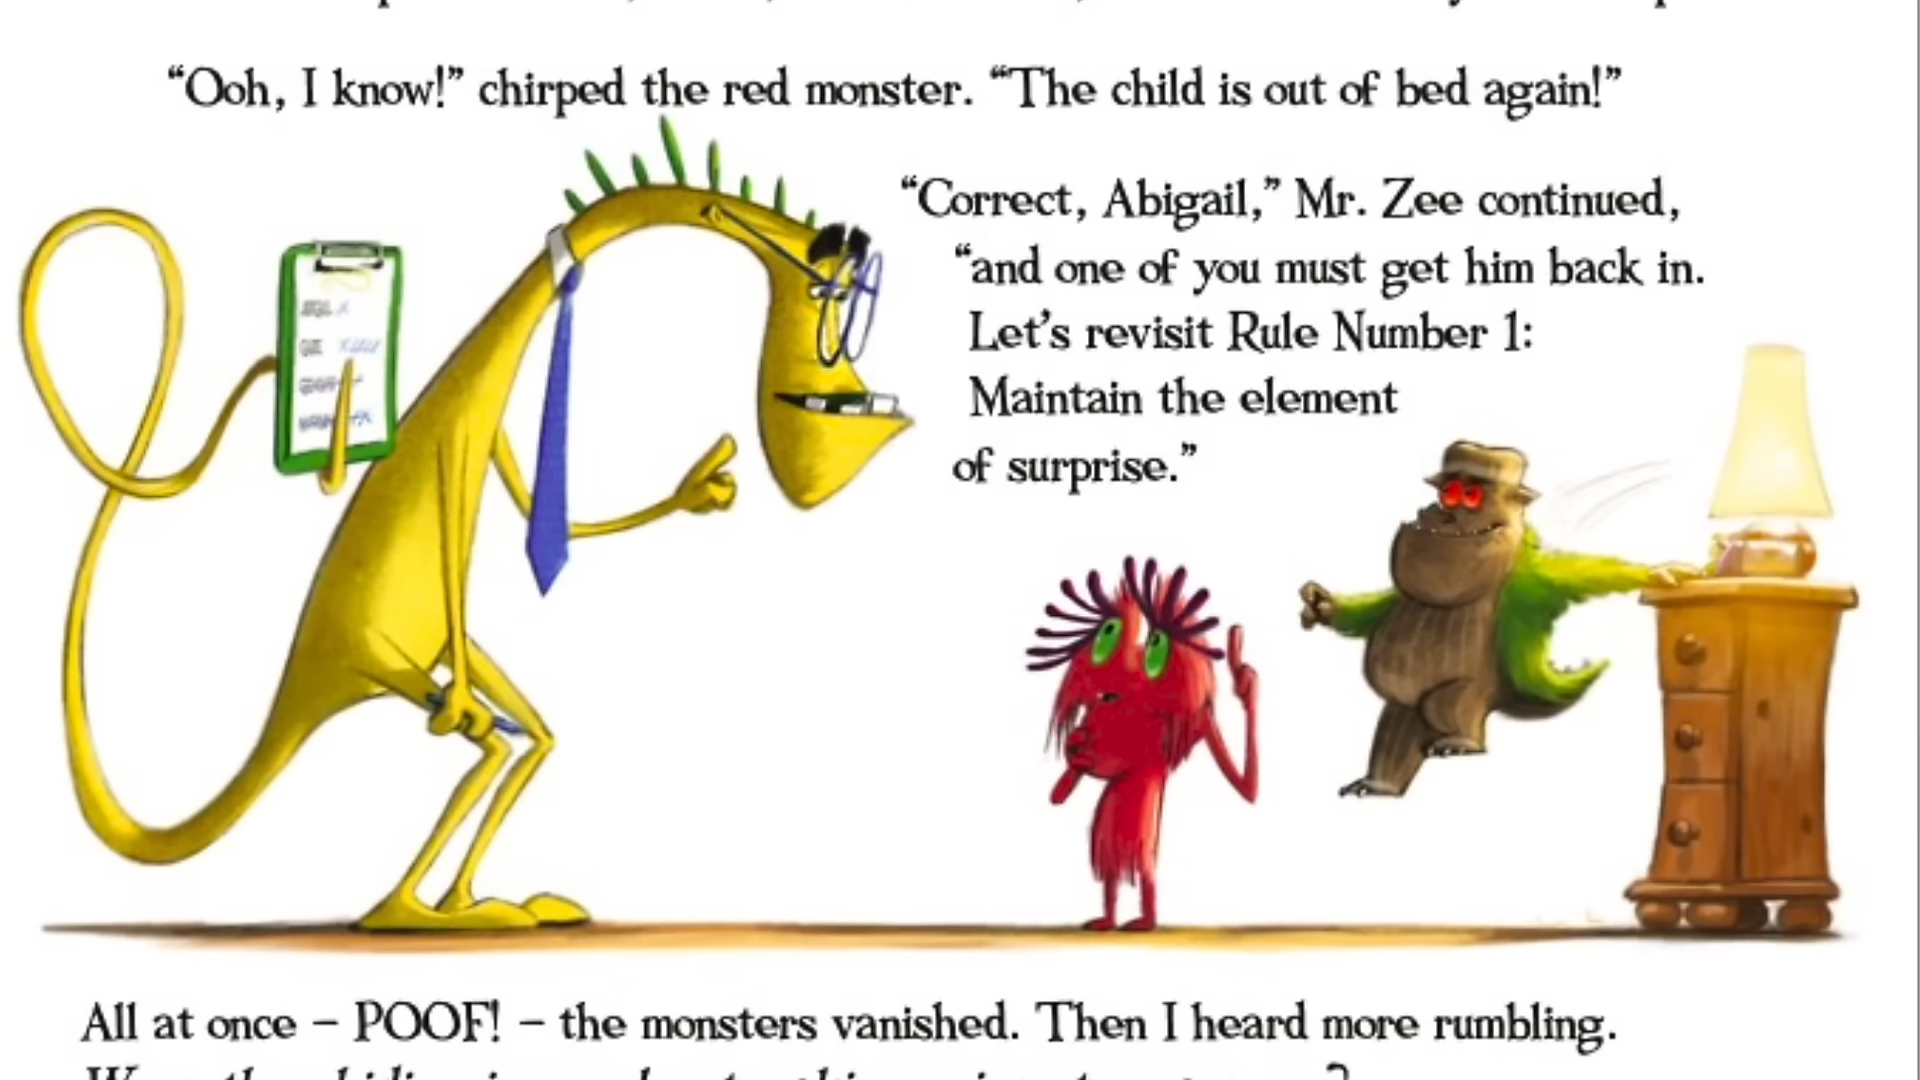 “Ooh, I know!” chirped the red monster. “The child is out of bed again!”
“Correct, Abigail,” Mr. Zee continued,
“and one of you must get him back in.
Let’s revisit Rule Number 1:
Maintain the element
of surprise.”
All at once – POOF! – the monsters vanished. Then I heard more rumbling.